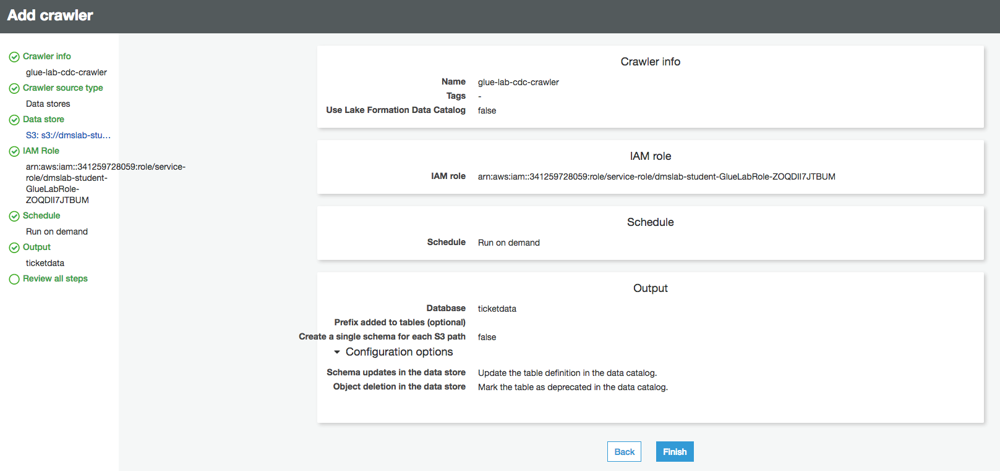 Add crawler
Crawler info
glue-lab-cdc-crawler
Crawler source type
Data stores
Data store
S3: s3://dmslab-stu...
IAM Role
arn:aws:iam::341259728059:role/service-
role/dmslab-student-
GlueLabRole-
ZOQDII7JTBUM
Schedule
Run on demand
Output
ticketdata
Review all steps
Crawler info
Name glue-lab-cdc-crawler
Tags -
Use Lake Formation Data Catalog false
IAM role
IAM role arn:aws:iam::341259728059:role/service-role/dmslab-student-GlueLabRole-ZOQDII7JTBUM
Schedule
Schedule Run on demand
Output
Database ticketdata
Prefix added to tables (optional)
Create a single schema for each S3 path false
Configuration options
Schema updates in the data store Update the table definition in the data catalog.
Object deletion in the data store Mark the table as deprecated in the data catalog.
Back Finish